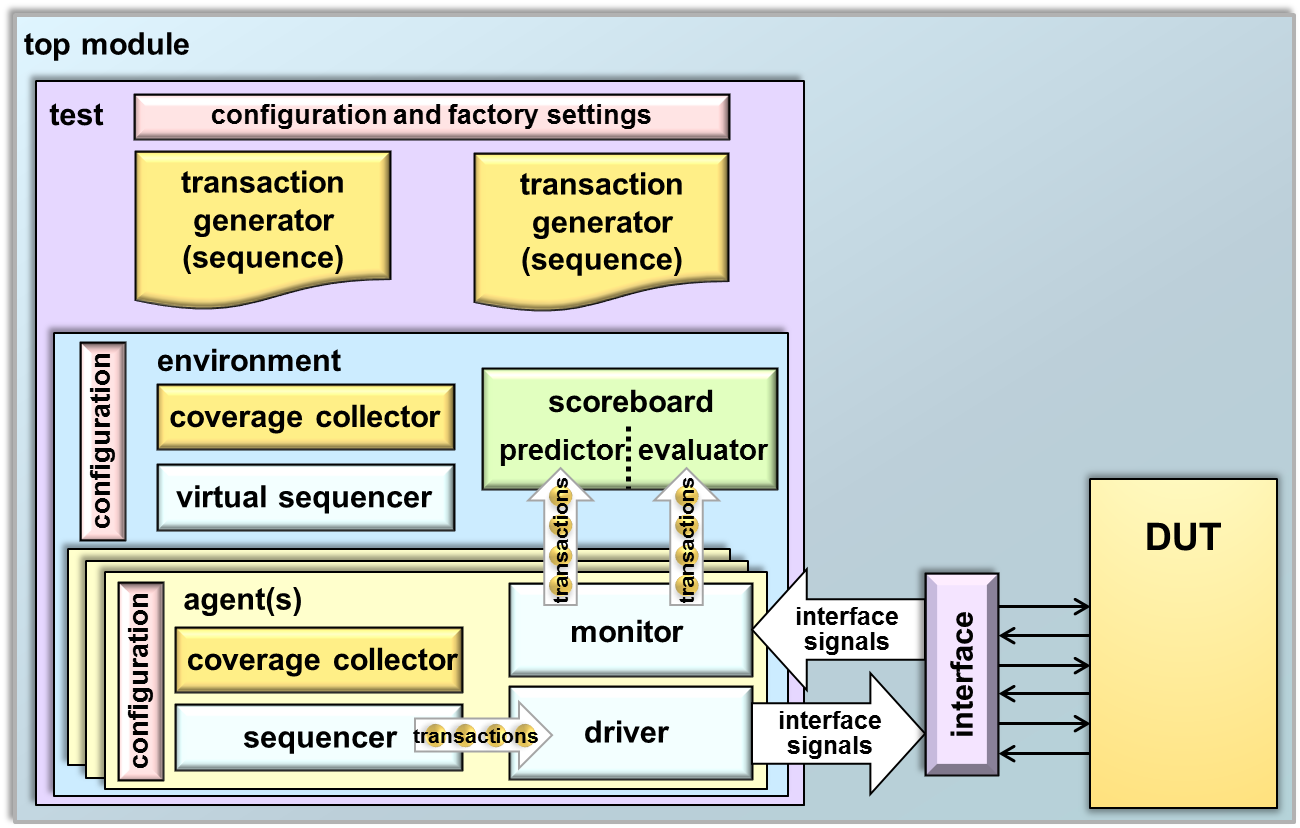 top module
test
configuration and factory settings
transaction
generator
(sequence)
transaction
generator
(sequence)
configuration
environment
coverage collector
virtual sequencer
scoreboard
predictor
evaluator
transactions
transactions
configuration
agent(s)
coverage collector
sequencer
transactions
monitor
driver
interface
signals
interface
signals
interface
DUT